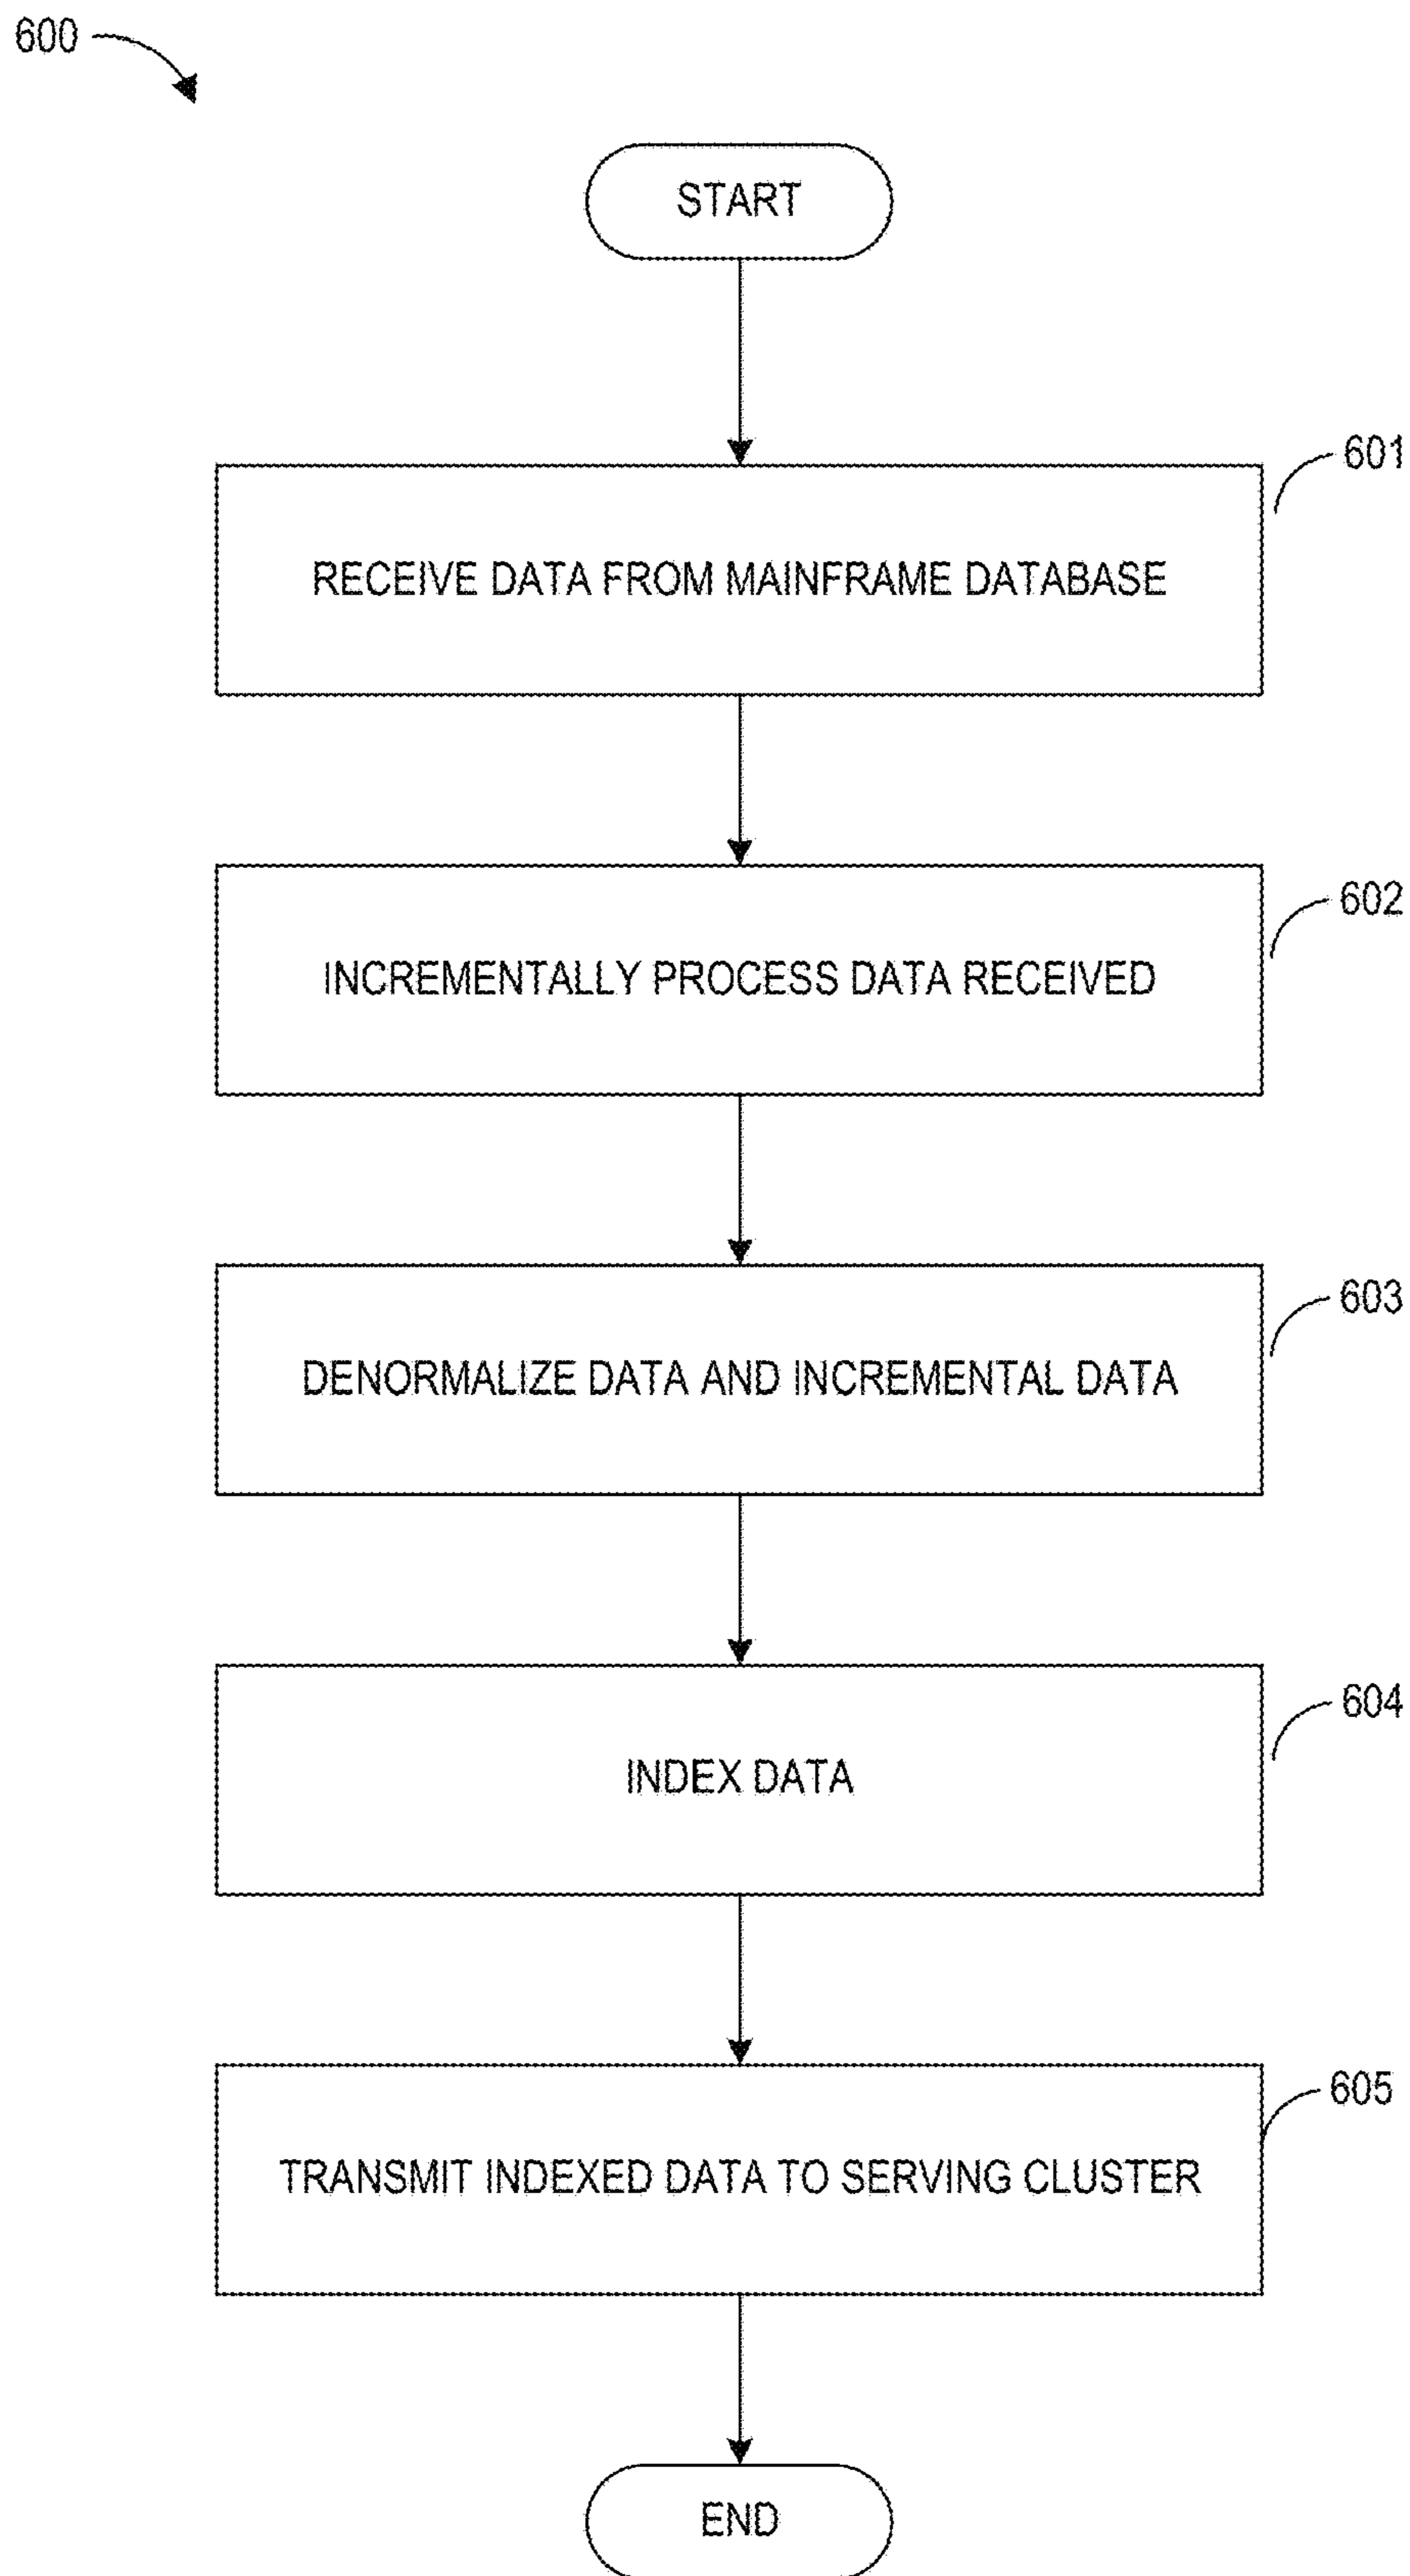 600
START
601
RECEIVE DATA FROM MAINFRAME DATABASE
602
INCREMENTALLY PROCESS DATA RECEIVED
603
DENORMALIZE DATA AND INCREMENTAL DATA
604
INDEX DATA
605
TRANSMIT INDEXED DATA TO SERVING CLUSTER
END